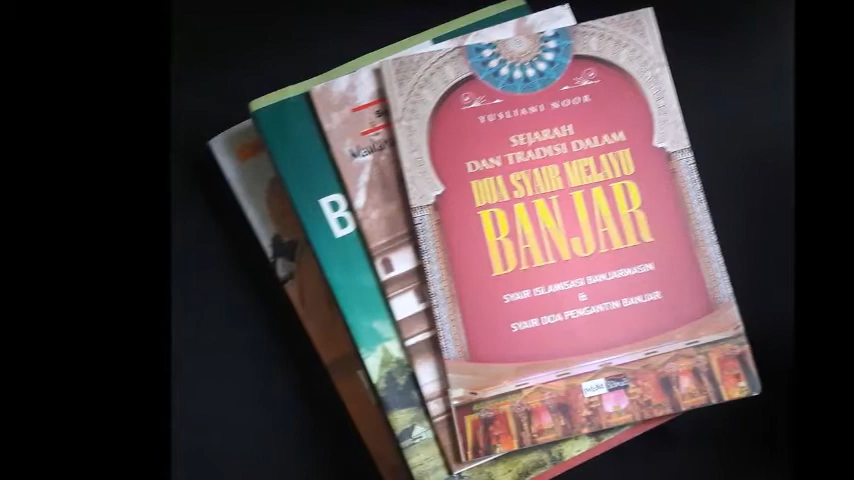 YUSLIANI NOOR
SEJARAH
DAN TRADISI DALAM
DOA SYAIR MELAYU
BANJAR
SYAIR ISLAMISASI BANJARMASIN
&
SYAIR DOA PENGANTIN BANJAR
B